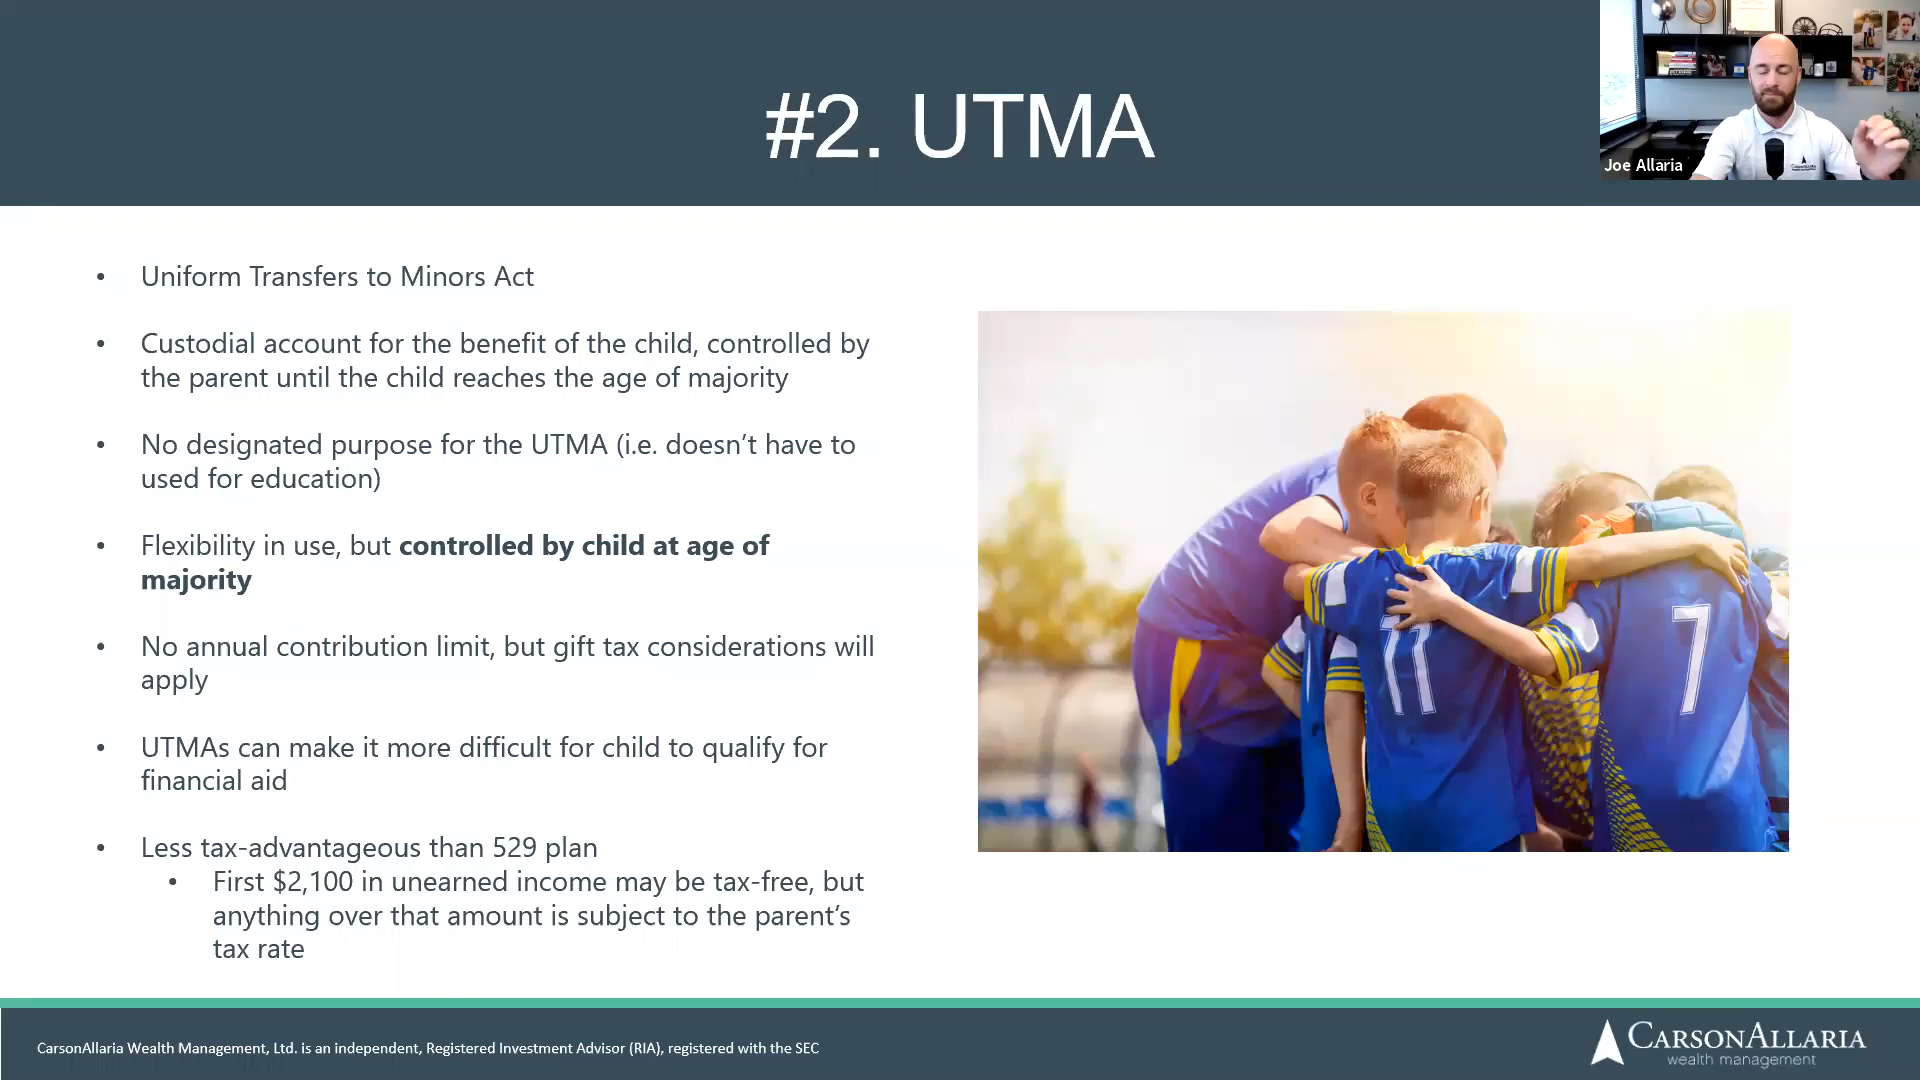 #2. UTMA
Joe Allaria
• Uniform Transfers to Minors Act
• Custodial account for the benefit of the child, controlled by
the parent until the child reaches the age of majority
• No designated purpose for the UTMA (i.e. doesn’t have to
used for education)
• Flexibility in use, but controlled by child at age of
majority
• No annual contribution limit, but gift tax considerations will
apply
• UTMAs can make it more difficult for child to qualify for
financial aid
• Less tax-advantageous than 529 plan
• First $2,100 in unearned income may be tax-free, but
anything over that amount is subject to the parent’s
tax rate
11
7
CarsonAllaria Wealth Management, Ltd. is an independent, Registered Investment Advisor (RIA), registered with the SEC
CARSONALLARIA
wealth management